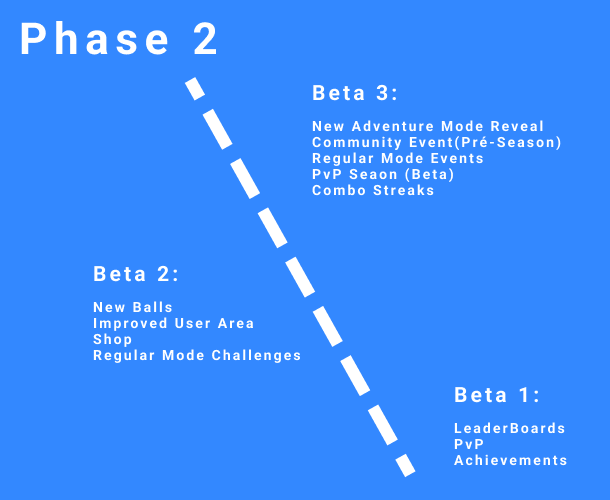 Phase 2
Beta 3:
New Adventure Mode Reveal
Community Event(Pré-Season)
Regular Mode Events
PvP Seaon (Beta)
Combo Streaks
Beta 2:
New Balls
Improved User Area
Shop
Regular Mode Challenges
Beta 1:
LeaderBoards
PvP
Achievements